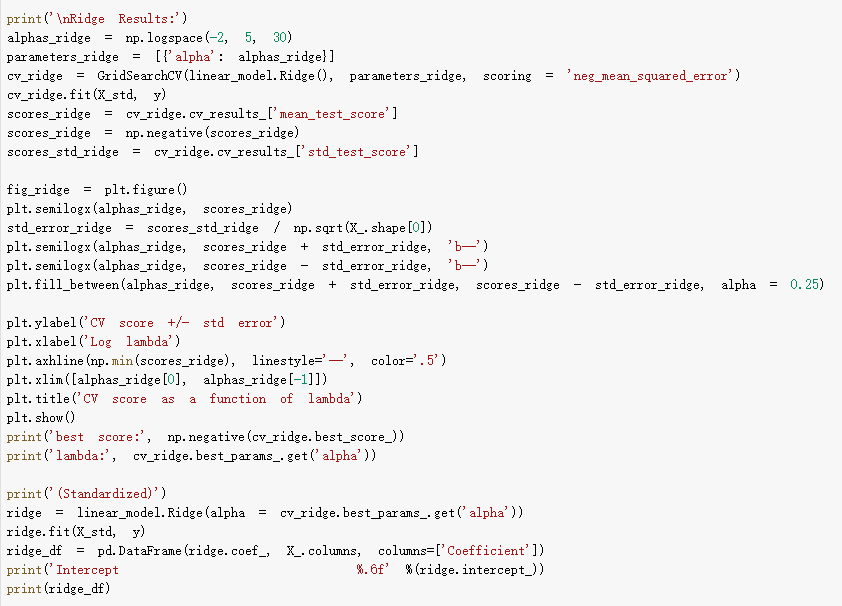 print('\nRidge Results:')
alphas_ridge = np.logspace(-2, 5, 30)
parameters_ridge = [{'alpha': alphas_ridge}]
cv_ridge = GridSearchCV(linear_model.Ridge(), parameters_ridge, scoring = 'neg_mean_squared_error')
cv_ridge.fit(X_std, y)
scores_ridge = cv_ridge.cv_results_['mean_test_score']
scores_ridge = np.negative(scores_ridge)
scores_std_ridge = cv_ridge.cv_results_['std_test_score']

fig_ridge = plt.figure()
plt.semilogx(alphas_ridge, scores_ridge)
std_error_ridge = scores_std_ridge / np.sqrt(X_.shape[0])
plt.semilogx(alphas_ridge, scores_ridge + std_error_ridge, 'b--')
plt.semilogx(alphas_ridge, scores_ridge - std_error_ridge, 'b--')
plt.fill_between(alphas_ridge, scores_ridge + std_error_ridge, scores_ridge - std_error_ridge, alpha = 0.25)

plt.ylabel('CV score +/- std error')
plt.xlabel('Log lambda')
plt.axhline(np.min(scores_ridge), linestyle='--', color='.5')
plt.xlim([alphas_ridge[0], alphas_ridge[-1]])
plt.title('CV score as a function of lambda')
plt.show()
print('best score:', np.negative(cv_ridge.best_score_))
print('lambda:', cv_ridge.best_params_.get('alpha'))

print('(Standardized)')
ridge = linear_model.Ridge(alpha = cv_ridge.best_params_.get('alpha'))
ridge.fit(X_std, y)
ridge_df = pd.DataFrame(ridge.coef_, X_.columns, columns=['Coefficient'])
print('Intercept                 %.6f' %(ridge.intercept_))
print(ridge_df)